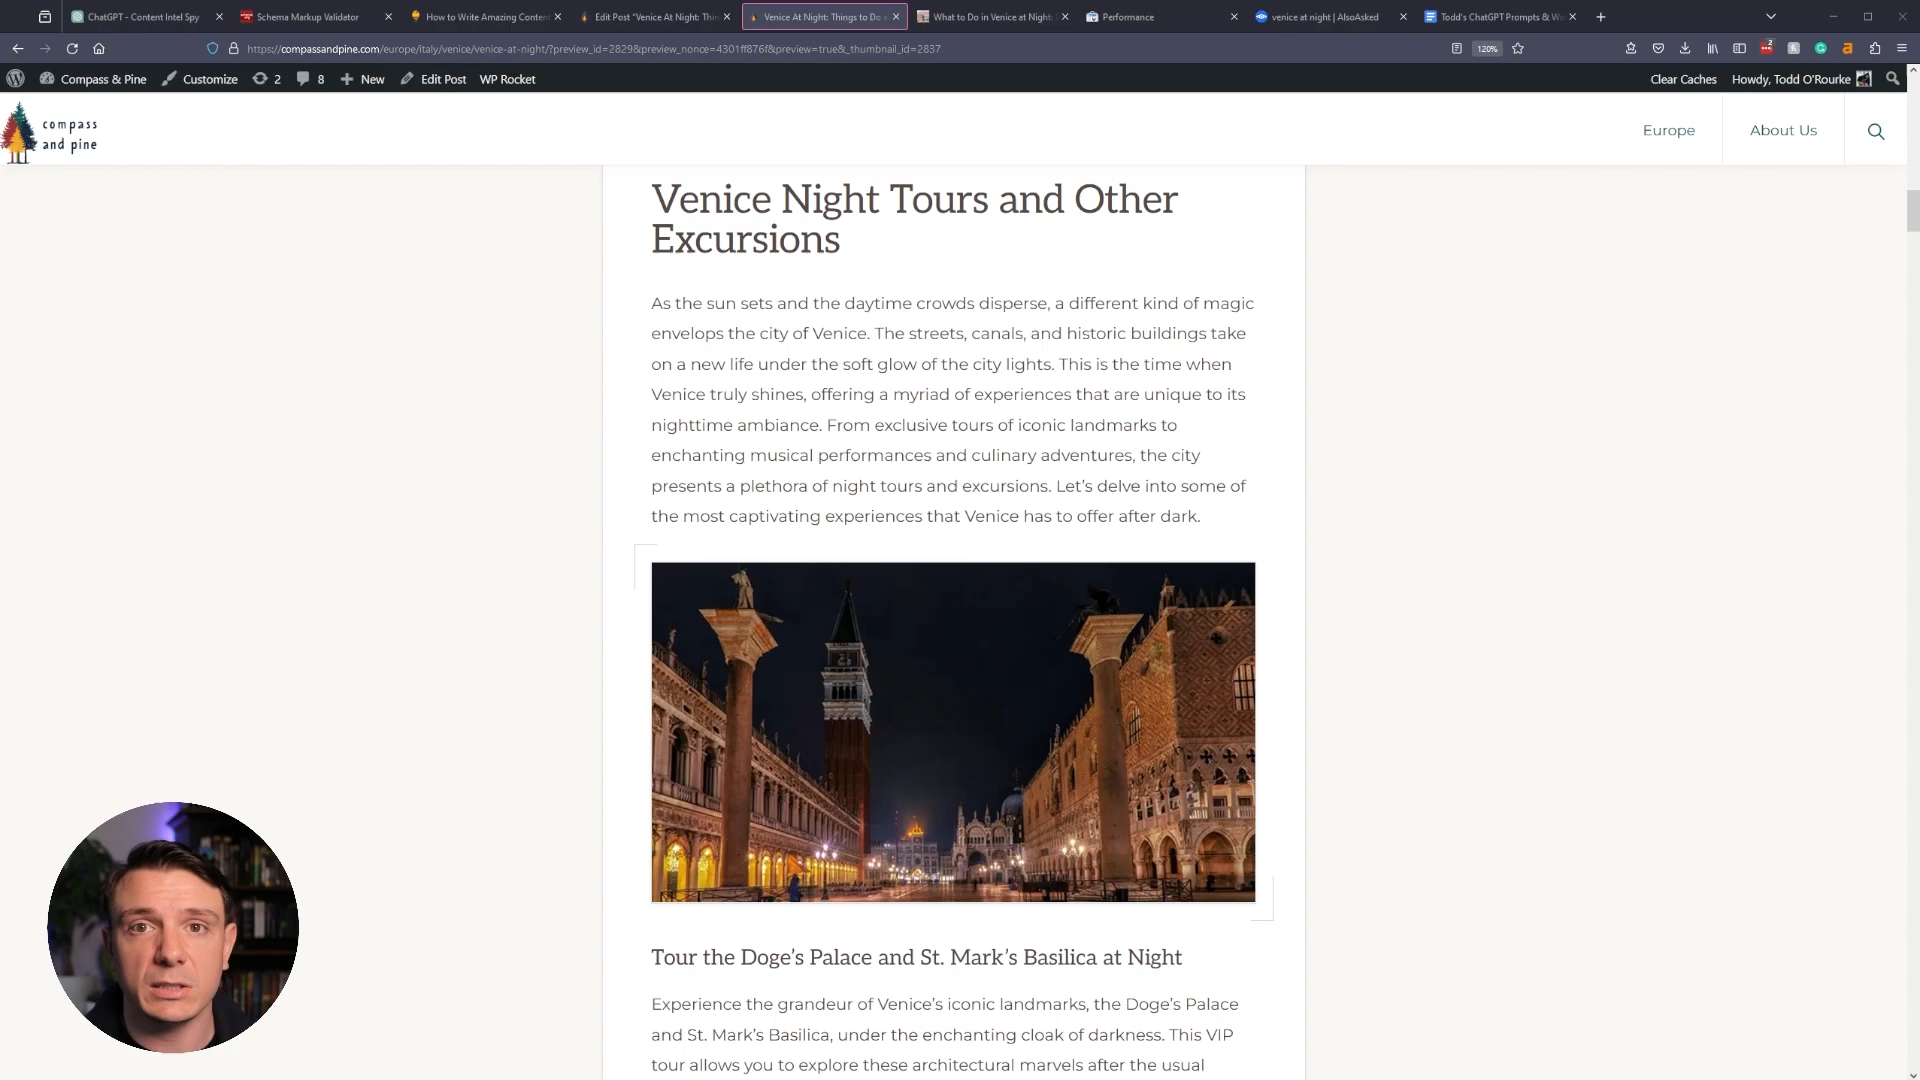 ChatGPT - Content Intel Spy
Schema Markup Validator
How to Write Amazing Conten
Edit Post "Venice At Night: Thin
Venice At Night: Things to Do
What to Do in Venice at Night:
Performance
venice at night | AlsoAsked
Todd's ChatGPT Prompts & Wo
https://compassandpine.com/europe/italy/venice/venice-at-night/?preview_id=2829&preview_nonce=4301ff876f&preview=true&_thumbnail_id=2837
120%
2
Compass & Pine
Customize
2
8
New
Edit Post
WP Rocket
Clear Caches
Howdy, Todd O'Rourke
compass
and pine
Europe
About Us
Venice Night Tours and Other
Excursions
As the sun sets and the daytime crowds disperse, a different kind of magic
envelops the city of Venice. The streets, canals, and historic buildings take
on a new life under the soft glow of the city lights. This is the time when
Venice truly shines, offering a myriad of experiences that are unique to its
nighttime ambiance. From exclusive tours of iconic landmarks to
enchanting musical performances and culinary adventures, the city
presents a plethora of night tours and excursions. Let's delve into some of
the most captivating experiences that Venice has to offer after dark.
Tour the Doge's Palace and St. Mark's Basilica at Night
Experience the grandeur of Venice's iconic landmarks, the Doge's Palace
and St. Mark's Basilica, under the enchanting cloak of darkness. This VIP
tour allows you to explore these architectural marvels after the usual